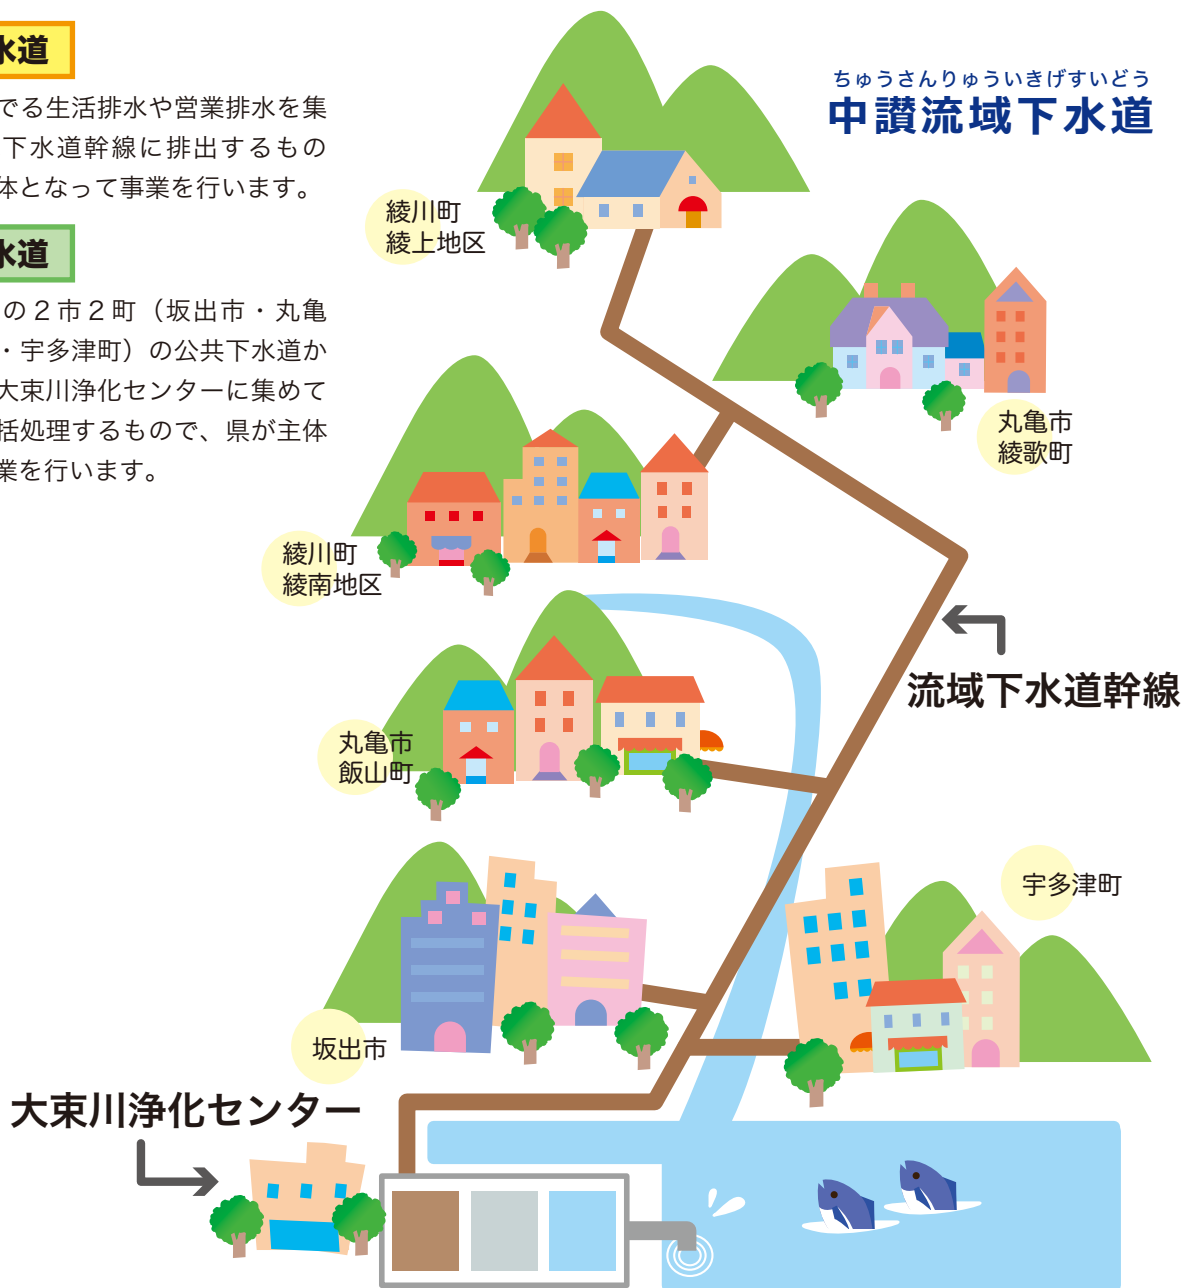 水道
でる生活排水や営業排水を集
下水道幹線に排出するもの
体となって事業を行います。
水道
の２市２町（坂出市・丸亀
・宇多津町）の公共下水道か
大束川浄化センターに集めて
括処理するもので、県が主体
業を行います。
ちゅうさんりゅういきげすいどう
中讃流域下水道
綾川町
綾上地区
丸亀市
綾歌町
綾川町
綾南地区
流域下水道幹線
丸亀市
飯山町
宇多津町
坂出市
大束川浄化センター